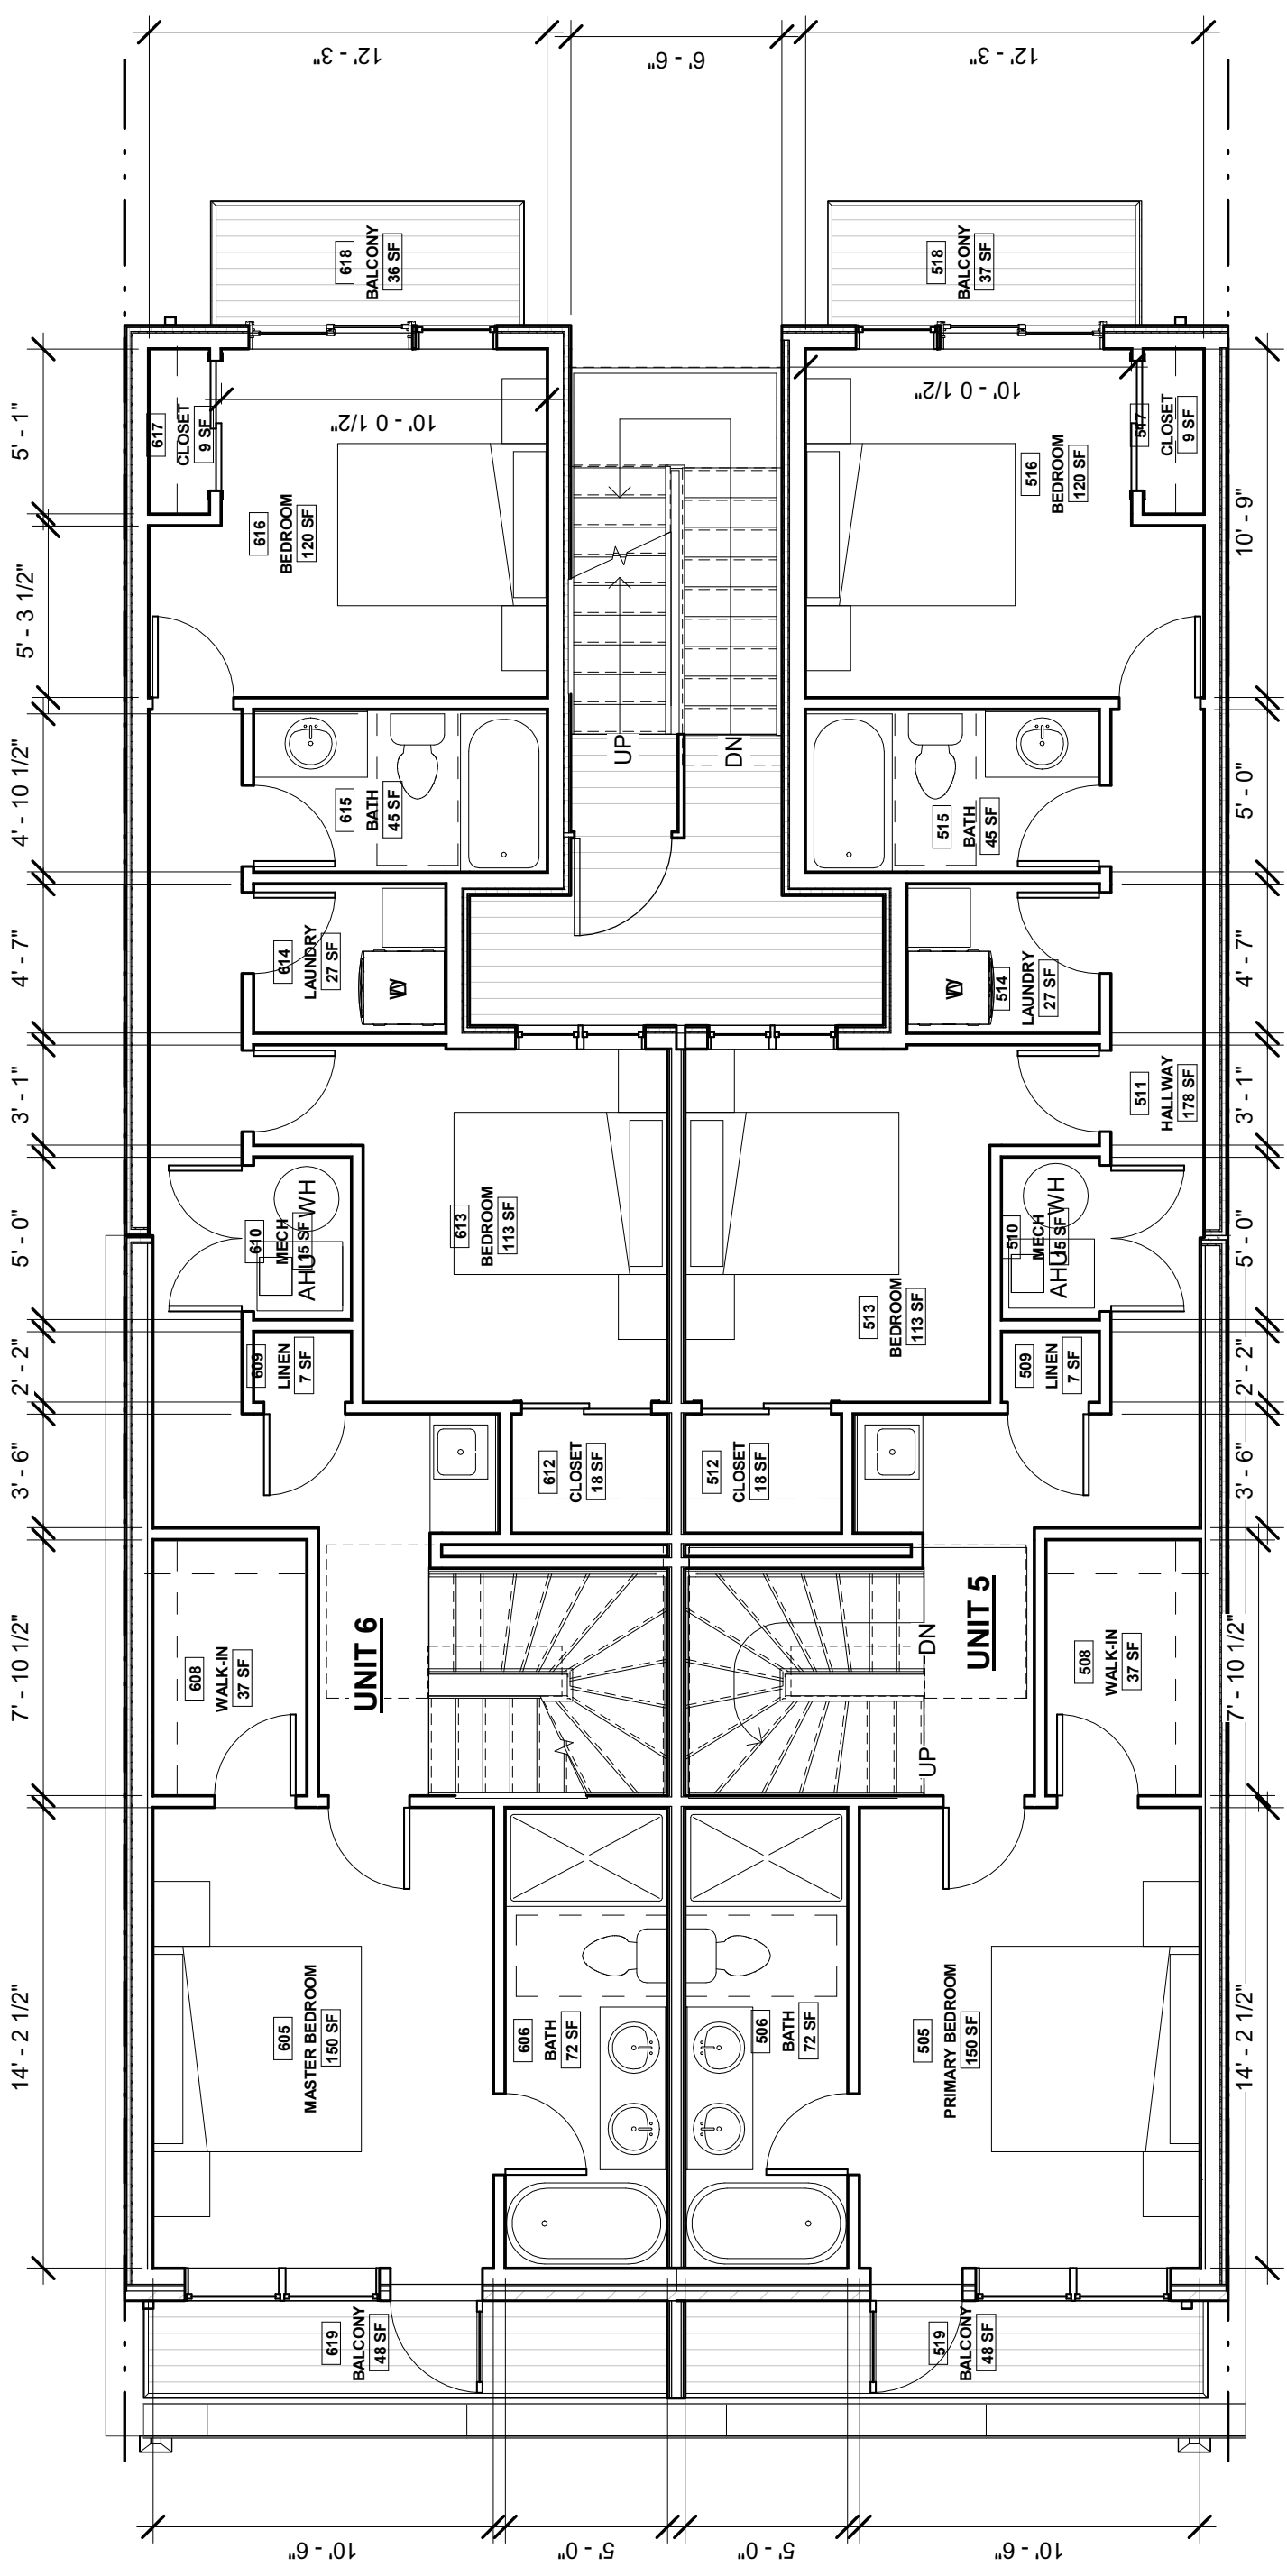 12' - 3"
6' - 6"
12' - 3"
618
BALCONY
36 SF
518
BALCONY
37 SF
5' - 1"
617
CLOSET
9 SF
10' - 0 1/2"
10' - 0 1/2"
517
CLOSET
9 SF
616
BEDROOM
120 SF
516
BEDROOM
120 SF
10' - 9"
5' - 3 1/2"
4' - 10 1/2"
615
BATH
45 SF
UP
DN
515
BATH
45 SF
5' - 0"
4' - 7"
614
LAUNDRY
27 SF
514
LAUNDRY
27 SF
4' - 7"
3' - 1"
511
HALLWAY
178 SF
3' - 1"
5' - 0"
610
MECH
15 SF
AHU
WH
613
BEDROOM
113 SF
513
BEDROOM
113 SF
510
MECH
15 SF
AHU
WH
5' - 0"
2' - 2"
609
LINEN
7 SF
509
LINEN
7 SF
2' - 2"
3' - 6"
612
CLOSET
18 SF
512
CLOSET
18 SF
3' - 6"
7' - 10 1/2"
608
WALK-IN
37 SF
UNIT 6
DN
UP
UNIT 5
508
WALK-IN
37 SF
7' - 10 1/2"
14' - 2 1/2"
605
MASTER BEDROOM
150 SF
606
BATH
72 SF
506
BATH
72 SF
505
PRIMARY BEDROOM
150 SF
14' - 2 1/2"
619
BALCONY
48 SF
519
BALCONY
48 SF
10' - 6"
5' - 0"
5' - 0"
10' - 6"